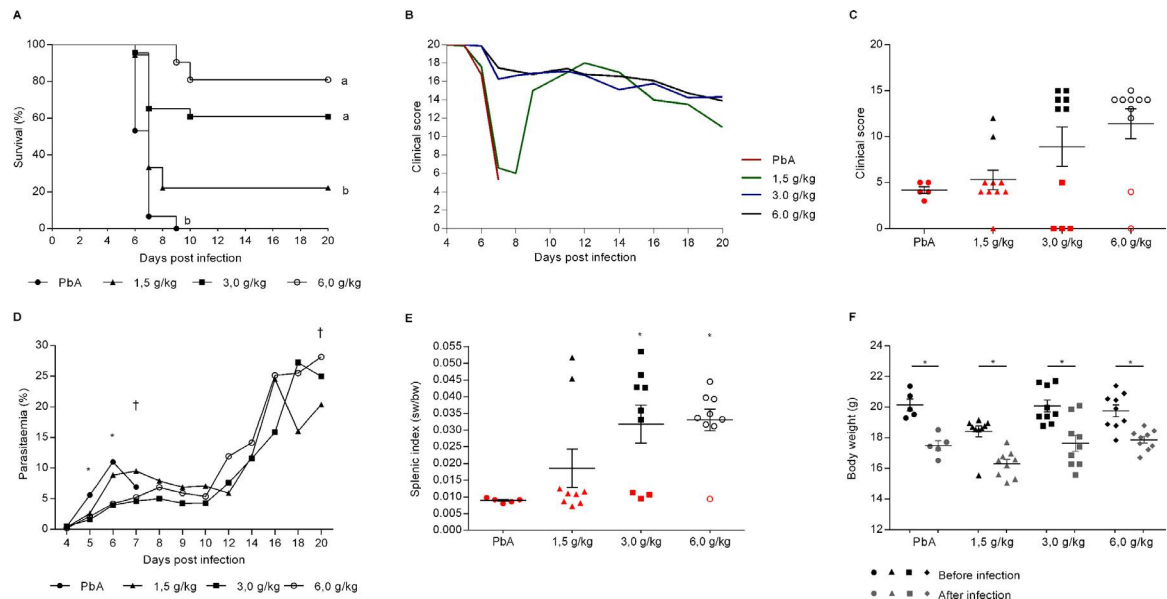 A
Survival (%)
100
80
60
40
20
0
a
a
b
b
0 2 4 6 8 10 12 14 16 18 20
Days post infection
PbA 1,5 g/kg 3,0 g/kg 6,0 g/kg
B
Clinical score
20
18
16
14
12
10
8
6
4
2
0
PbA
1,5 g/kg
3.0 g/kg
6.0 g/kg
4 6 8 10 12 14 16 18 20
Days post infection
C
Clinical score
20
15
10
5
0
PbA 1,5 g/kg 3,0 g/kg 6,0 g/kg
D
Parasitaemia (%)
30
25
20
15
10
5
0
* * † †
4 5 6 7 8 9 10 12 14 16 18 20
Days post infection
PbA 1,5 g/kg 3,0 g/kg 6,0 g/kg
E
Splenic index (sw/bw)
0.055
0.050
0.045
0.040
0.035
0.030
0.025
0.020
0.015
0.010
0.005
0.000
* *
PbA 1,5 g/kg 3,0 g/kg 6,0 g/kg
F
Body weight (g)
22
20
18
16
14
12
* * * *
PbA 1,5 g/kg 3,0 g/kg 6,0 g/kg
Before infection
After infection